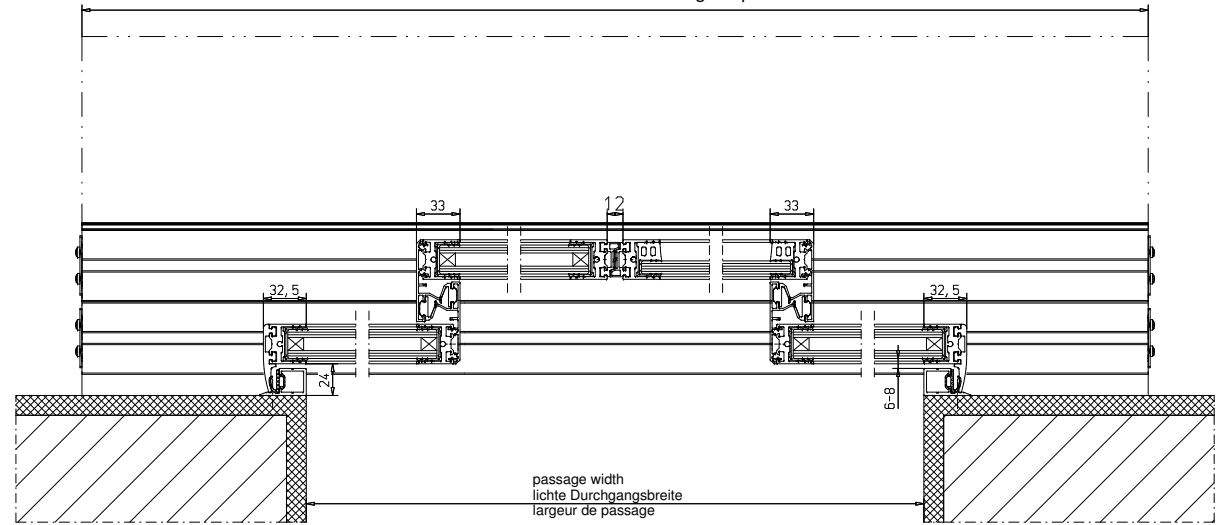 33
12
33
32,5
32,5
24
6-8
passage width
lichte Durchgangsbreite
largeur de passage